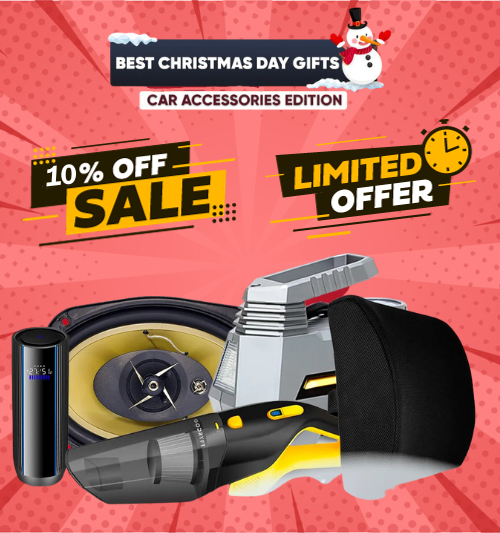 BEST CHRISTMAS DAY GIFTS
CAR ACCESSORIES EDITION
10% OFF
SALE
LIMITED
OFFER